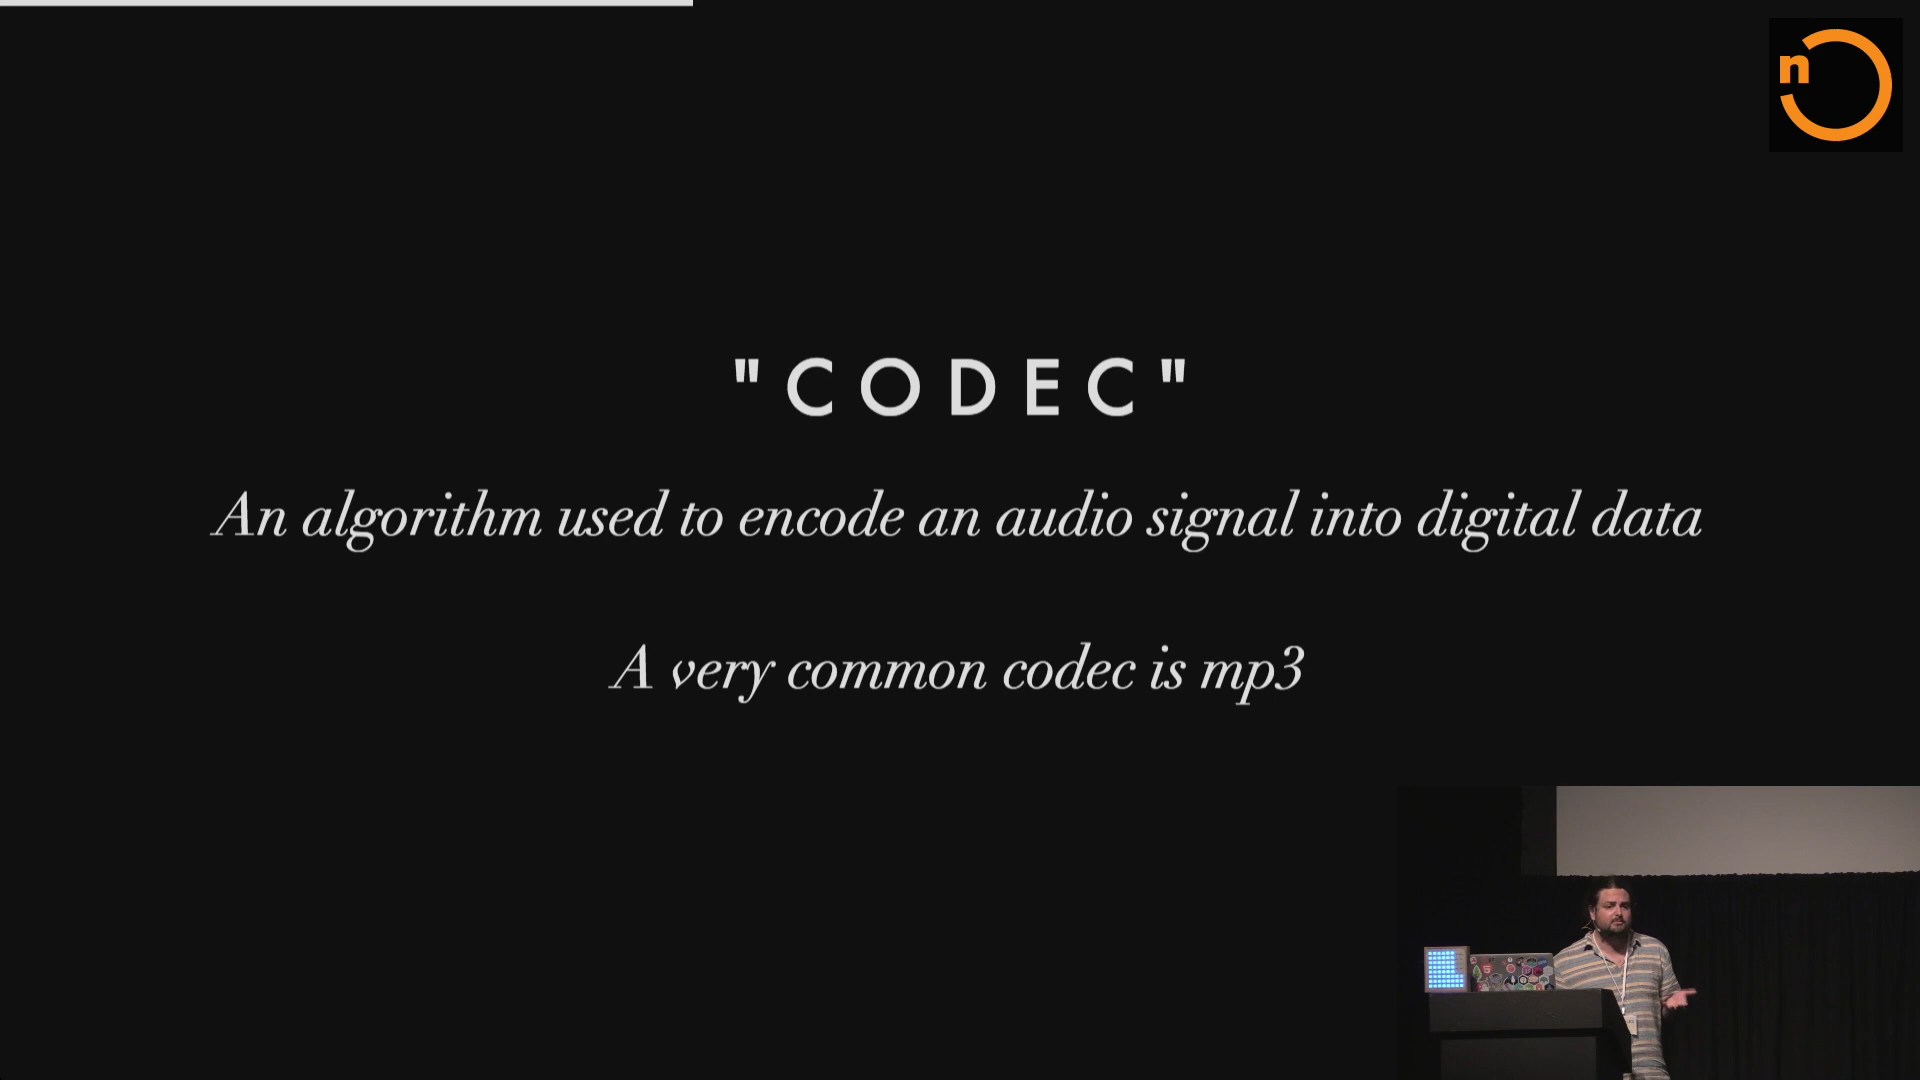 n
"CODEC"
An algorithm used to encode an audio signal into digital data
A very common codec is mp3